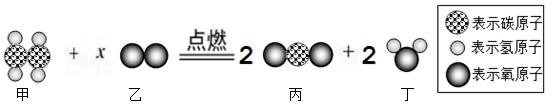 + x 点燃 2 + 2
甲 乙 丙 丁
表示碳原子
表示氢原子
表示氧原子